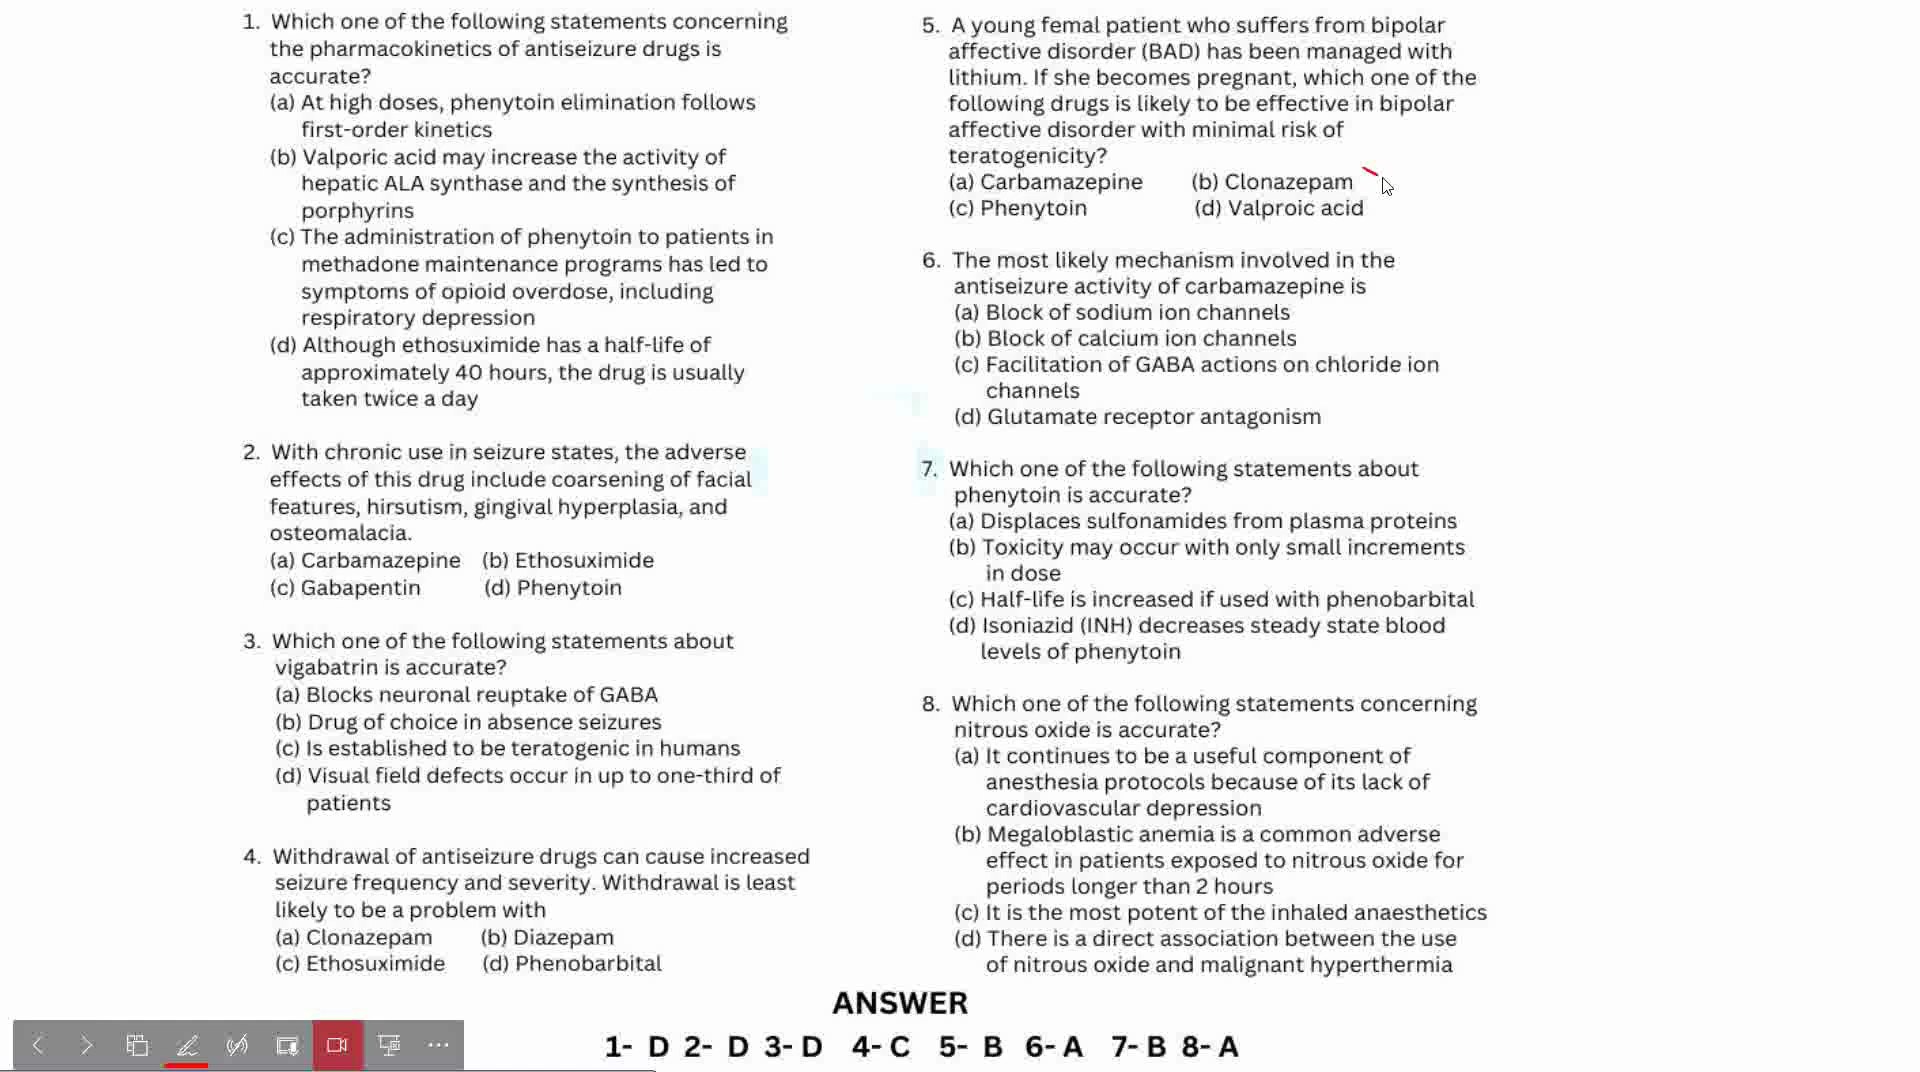 1. Which one of the following statements concerning
the pharmacokinetics of antiseizure drugs is
accurate?
(a) At high doses, phenytoin elimination follows
first-order kinetics
(b) Valporic acid may increase the activity of
hepatic ALA synthase and the synthesis of
porphyrins
(c) The administration of phenytoin to patients in
methadone maintenance programs has led to
symptoms of opioid overdose, including
respiratory depression
(d) Although ethosuximide has a half-life of
approximately 40 hours, the drug is usually
taken twice a day
2. With chronic use in seizure states, the adverse
effects of this drug include coarsening of facial
features, hirsutism, gingival hyperplasia, and
osteomalacia.
(a) Carbamazepine (b) Ethosuximide
(c) Gabapentin (d) Phenytoin
3. Which one of the following statements about
vigabatrin is accurate?
(a) Blocks neuronal reuptake of GABA
(b) Drug of choice in absence seizures
(c) Is established to be teratogenic in humans
(d) Visual field defects occur in up to one-third of
patients
4. Withdrawal of antiseizure drugs can cause increased
seizure frequency and severity. Withdrawal is least
likely to be a problem with
(a) Clonazepam (b) Diazepam
(c) Ethosuximide (d) Phenobarbital
5. A young femal patient who suffers from bipolar
affective disorder (BAD) has been managed with
lithium. If she becomes pregnant, which one of the
following drugs is likely to be effective in bipolar
affective disorder with minimal risk of
teratogenicity?
(a) Carbamazepine (b) Clonazepam
(c) Phenytoin (d) Valproic acid
6. The most likely mechanism involved in the
antiseizure activity of carbamazepine is
(a) Block of sodium ion channels
(b) Block of calcium ion channels
(c) Facilitation of GABA actions on chloride ion
channels
(d) Glutamate receptor antagonism
7. Which one of the following statements about
phenytoin is accurate?
(a) Displaces sulfonamides from plasma proteins
(b) Toxicity may occur with only small increments
in dose
(c) Half-life is increased if used with phenobarbital
(d) Isoniazid (INH) decreases steady state blood
levels of phenytoin
8. Which one of the following statements concerning
nitrous oxide is accurate?
(a) It continues to be a useful component of
anesthesia protocols because of its lack of
cardiovascular depression
(b) Megaloblastic anemia is a common adverse
effect in patients exposed to nitrous oxide for
periods longer than 2 hours
(c) It is the most potent of the inhaled anaesthetics
(d) There is a direct association between the use
of nitrous oxide and malignant hyperthermia
ANSWER
1- D 2- D 3- D 4- C 5- B 6- A 7- B 8- A